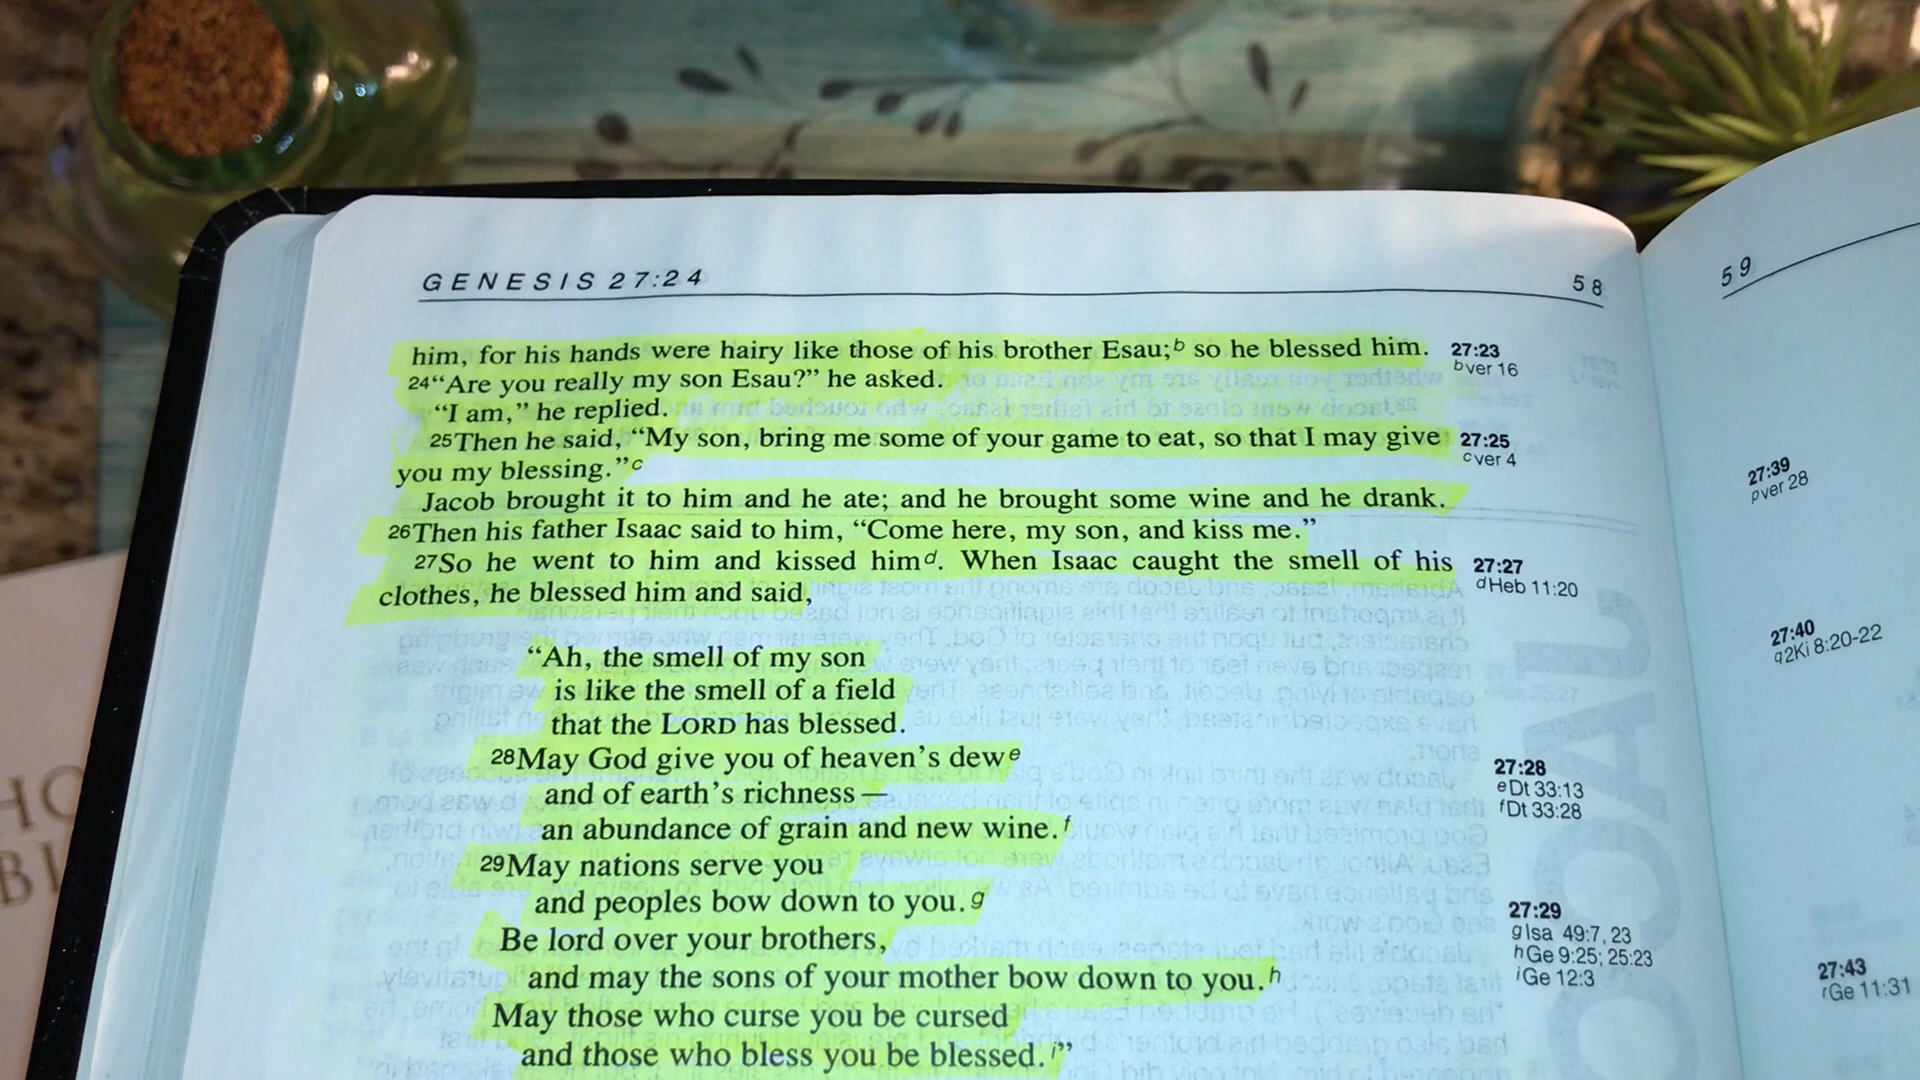 GENESIS 27:24
58
him, for his hands were hairy like those of his brother Esau;b so he blessed him.
24“Are you really my son Esau?” he asked.
“I am,” he replied.
25Then he said, “My son, bring me some of your game to eat, so that I may give
you my blessing.”c
Jacob brought it to him and he ate; and he brought some wine and he drank.
26Then his father Isaac said to him, “Come here, my son, and kiss me.”
27So he went to him and kissed himd. When Isaac caught the smell of his
clothes, he blessed him and said,
“Ah, the smell of my son
is like the smell of a field
that the LORD has blessed.
28May God give you of heaven’s dewe
and of earth’s richness—
an abundance of grain and new wine.f
29May nations serve you
and peoples bow down to you.g
Be lord over your brothers,
and may the sons of your mother bow down to you.h
May those who curse you be cursed
and those who bless you be blessed.i”
27:23
bver 16
27:25
cver 4
27:27
dHeb 11:20
27:28
eDt 33:13
fDt 33:28
27:29
gIsa 49:7, 23
hGe 9:25; 25:23
iGe 12:3
59
27:39
pver 28
27:40
q2Ki 8:20-22
27:43
rGe 11:31
HO
BI